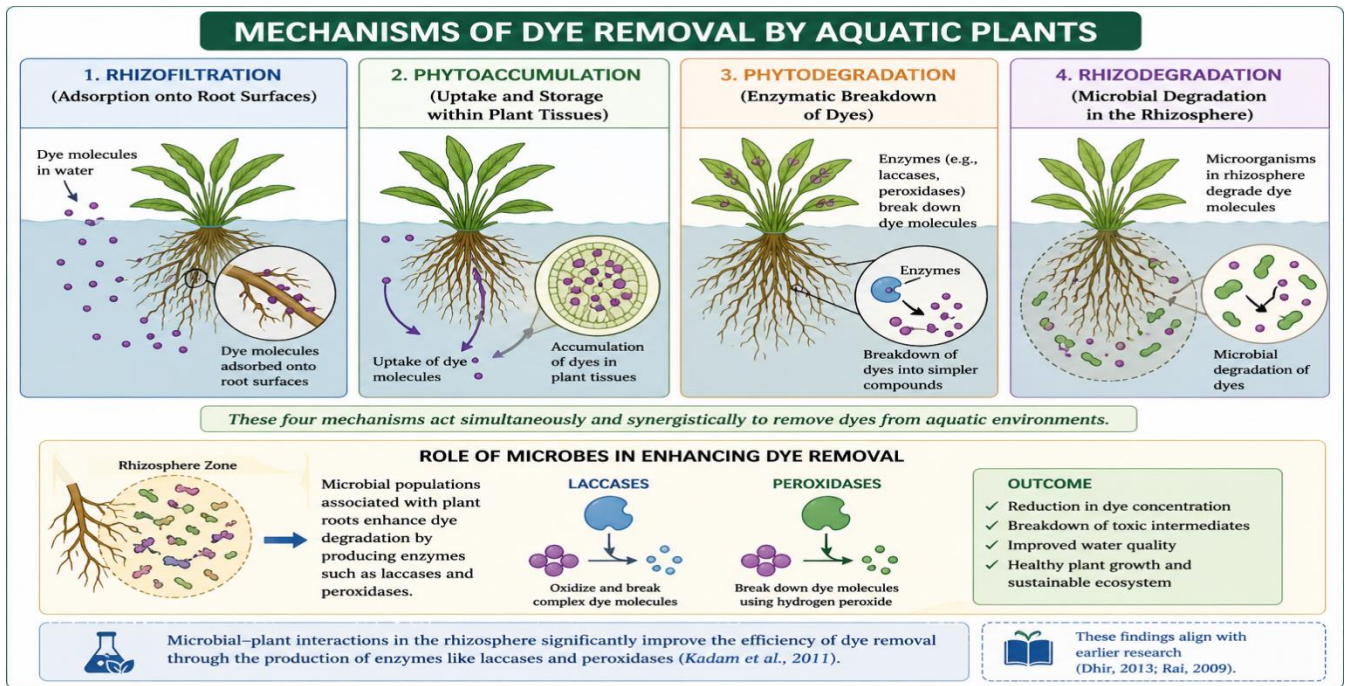 MECHANISMS OF DYE REMOVAL BY AQUATIC PLANTS
1. RHIZOFILTRATION
(Adsorption onto Root Surfaces)
Dye molecules
in water
Dye molecules
adsorbed onto
root surfaces
2. PHYTOACCUMULATION
(Uptake and Storage
within Plant Tissues)
Uptake of dye
molecules
Accumulation
of dyes in
plant tissues
3. PHYTODEGRADATION
(Enzymatic Breakdown
of Dyes)
Enzymes (e.g.,
laccases,
peroxidases)
break down
dye molecules
Enzymes
Breakdown of
dyes into simpler
compounds
4. RHIZODEGRADATION
(Microbial Degradation
in the Rhizosphere)
Microorganisms
in rhizosphere
degrade dye
molecules
Microbial
degradation of
dyes
These four mechanisms act simultaneously and synergistically to remove dyes from aquatic environments.
ROLE OF MICROBES IN ENHANCING DYE REMOVAL
Rhizosphere Zone
Microbial populations
associated with plant
roots enhance dye
degradation by
producing enzymes
such as laccases and
peroxidases.
LACCASES
Oxidize and break
complex dye molecules
PEROXIDASES
Break down dye molecules
using hydrogen peroxide
OUTCOME
✓ Reduction in dye concentration
✓ Breakdown of toxic intermediates
✓ Improved water quality
✓ Healthy plant growth and
sustainable ecosystem
Microbial–plant interactions in the rhizosphere significantly improve the efficiency of dye removal
through the production of enzymes like laccases and peroxidases (Kadam et al., 2011).
These findings align with
earlier research
(Dhir, 2013; Rai, 2009).